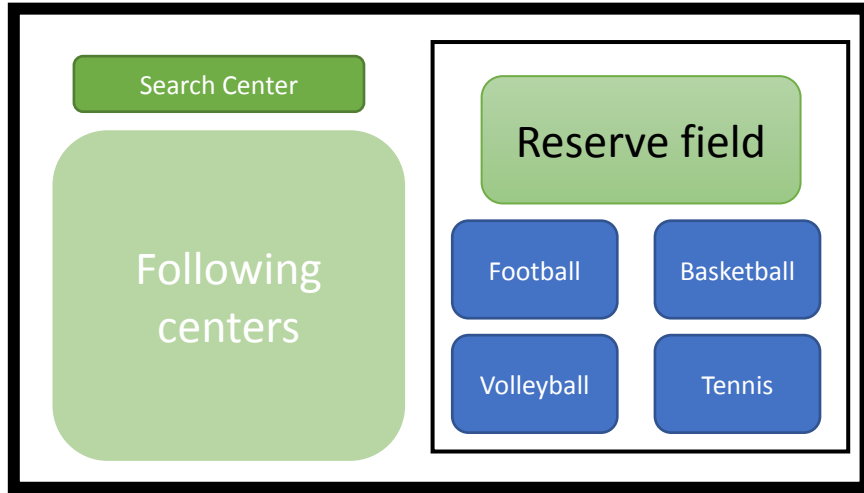 Search Center
Following
centers
Reserve field
Football
Basketball
Volleyball
Tennis